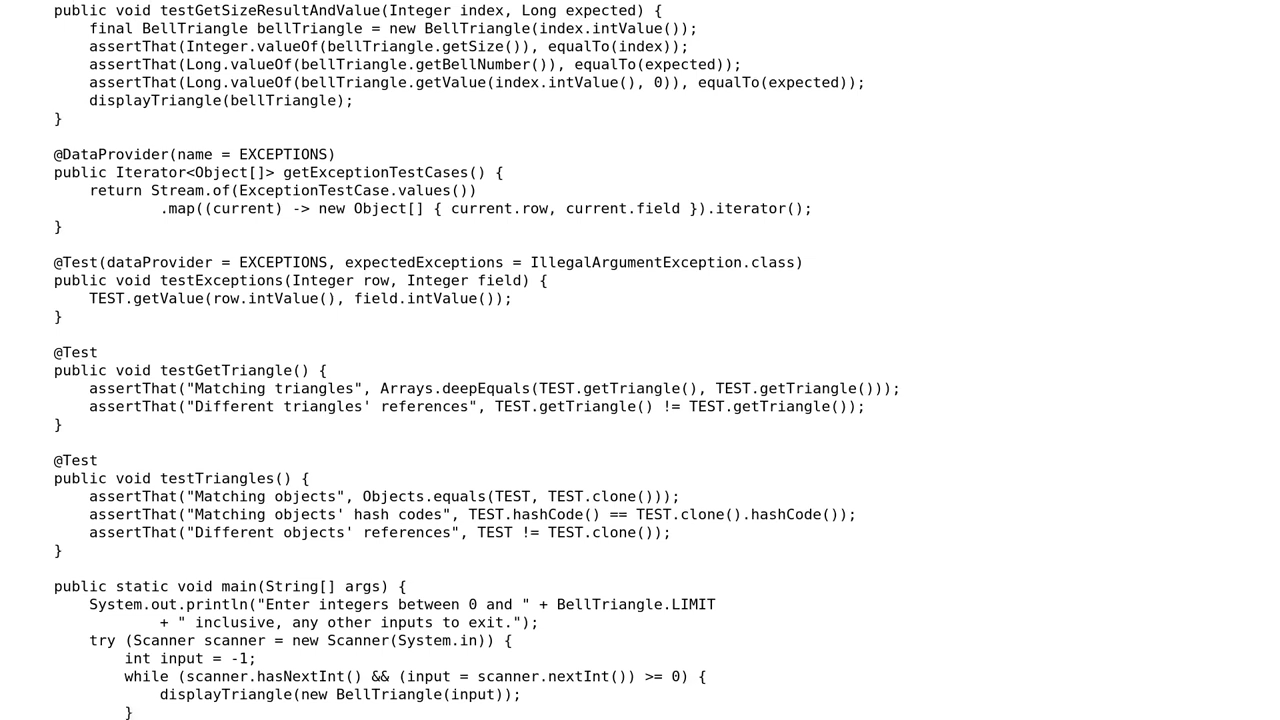 public void testGetSizeResultAndValue(Integer index, Long expected) {
    final BellTriangle bellTriangle = new BellTriangle(index.intValue());
    assertThat(Integer.valueOf(bellTriangle.getSize()), equalTo(index));
    assertThat(Long.valueOf(bellTriangle.getBellNumber()), equalTo(expected));
    assertThat(Long.valueOf(bellTriangle.getValue(index.intValue(), 0)), equalTo(expected));
    displayTriangle(bellTriangle);
}

@DataProvider(name = EXCEPTIONS)
public Iterator<Object[]> getExceptionTestCases() {
    return Stream.of(ExceptionTestCase.values())
            .map((current) -> new Object[] { current.row, current.field }).iterator();
}

@Test(dataProvider = EXCEPTIONS, expectedExceptions = IllegalArgumentException.class)
public void testExceptions(Integer row, Integer field) {
    TEST.getValue(row.intValue(), field.intValue());
}

@Test
public void testGetTriangle() {
    assertThat("Matching triangles", Arrays.deepEquals(TEST.getTriangle(), TEST.getTriangle()));
    assertThat("Different triangles' references", TEST.getTriangle() != TEST.getTriangle());
}

@Test
public void testTriangles() {
    assertThat("Matching objects", Objects.equals(TEST, TEST.clone()));
    assertThat("Matching objects' hash codes", TEST.hashCode() == TEST.clone().hashCode());
    assertThat("Different objects' references", TEST != TEST.clone());
}

public static void main(String[] args) {
    System.out.println("Enter integers between 0 and " + BellTriangle.LIMIT
            + " inclusive, any other inputs to exit.");
    try (Scanner scanner = new Scanner(System.in)) {
        int input = -1;
        while (scanner.hasNextInt() && (input = scanner.nextInt()) >= 0) {
            displayTriangle(new BellTriangle(input));
        }